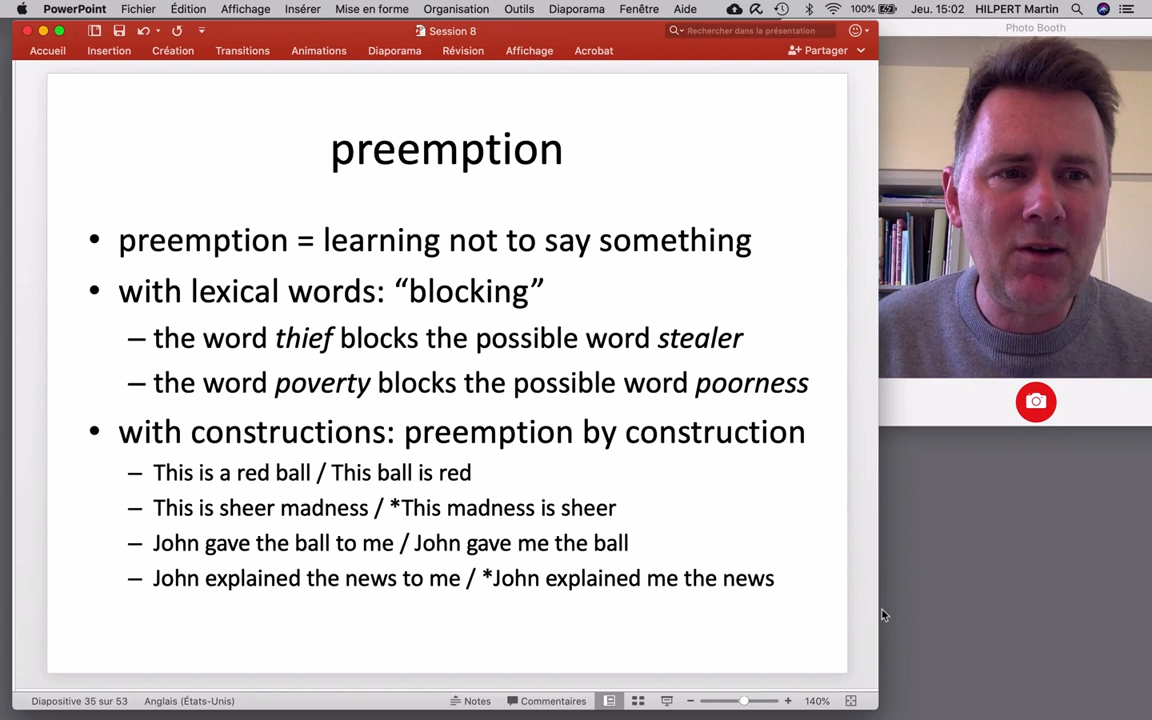 PowerPoint Fichier Édition Affichage Insérer Mise en forme Organisation Outils Diaporama Fenêtre Aide 100% Jeu. 15:02 HILPERT Martin
Session 8
Rechercher dans la présentation
Photo Booth
Accueil Insertion Création Transitions Animations Diaporama Révision Affichage Acrobat Partager
preemption
• preemption = learning not to say something
• with lexical words: “blocking”
– the word thief blocks the possible word stealer
– the word poverty blocks the possible word poorness
• with constructions: preemption by construction
– This is a red ball / This ball is red
– This is sheer madness / *This madness is sheer
– John gave the ball to me / John gave me the ball
– John explained the news to me / *John explained me the news
Diapositive 35 sur 53 Anglais (États-Unis) Notes Commentaires 140%